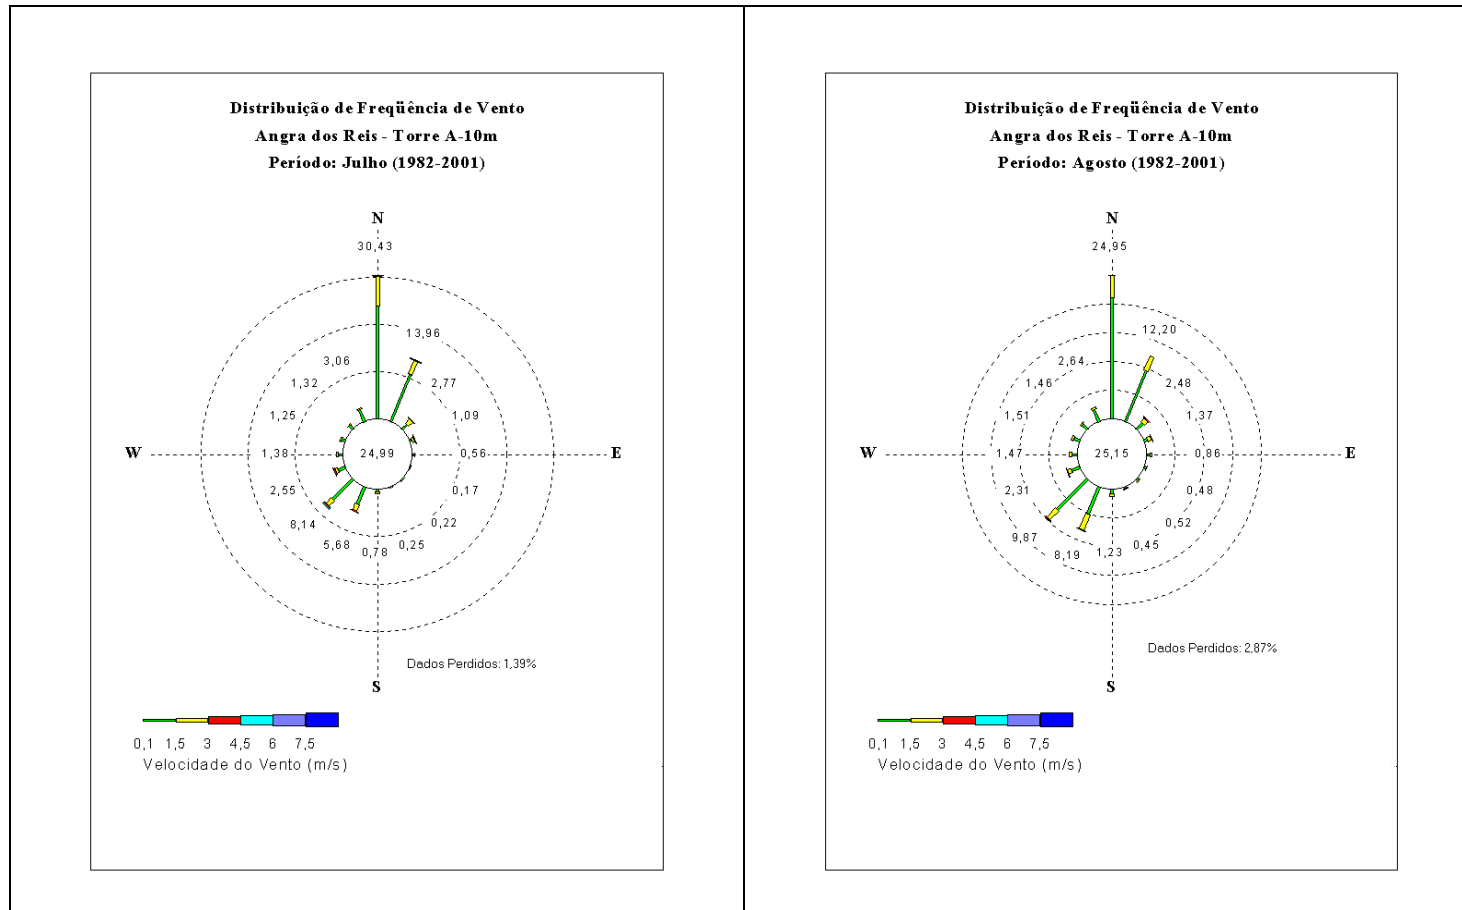 Distribuição de Freqüência de Vento
Angra dos Reis - Torre A-10m
Período: Julho (1982-2001)
N
30,43
13,96
3,06
1,32
2,77
1,25
1,09
W
1,38
24,99
0,56
E
2,55
0,17
8,14
0,22
5,68
0,78
0,25
Dados Perdidos: 1,39%
S
0,1 1,5 3 4,5 6 7,5
Velocidade do Vento (m/s)
Distribuição de Freqüência de Vento
Angra dos Reis - Torre A-10m
Período: Agosto (1982-2001)
N
24,95
12,20
2,64
1,46
2,48
1,51
1,37
W
1,47
25,15
0,86
E
2,31
0,48
9,87
0,52
8,19
1,23
0,45
Dados Perdidos: 2,87%
S
0,1 1,5 3 4,5 6 7,5
Velocidade do Vento (m/s)